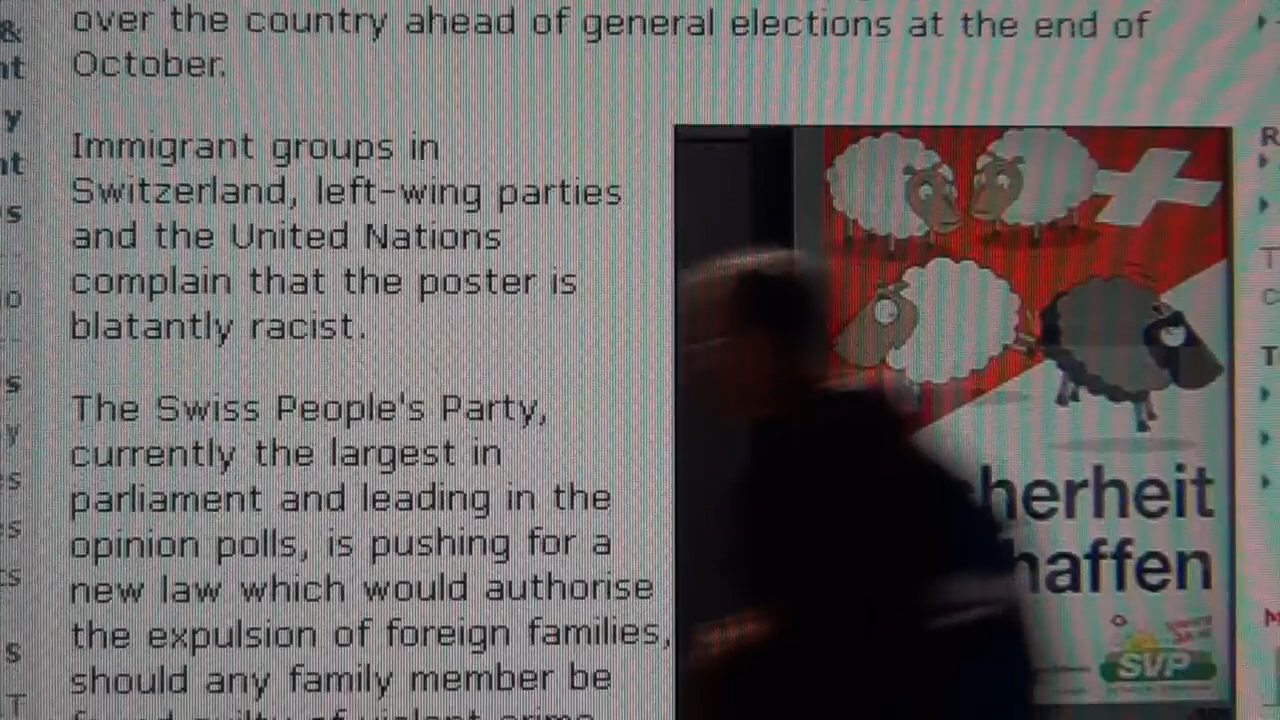 over the country ahead of general elections at the end of
October.
Immigrant groups in
Switzerland, left-wing parties
and the United Nations
complain that the poster is
blatantly racist.
The Swiss People's Party,
currently the largest in
parliament and leading in the
opinion polls, is pushing for a
new law which would authorise
the expulsion of foreign families,
should any family member be
herheit
haffen
SVP